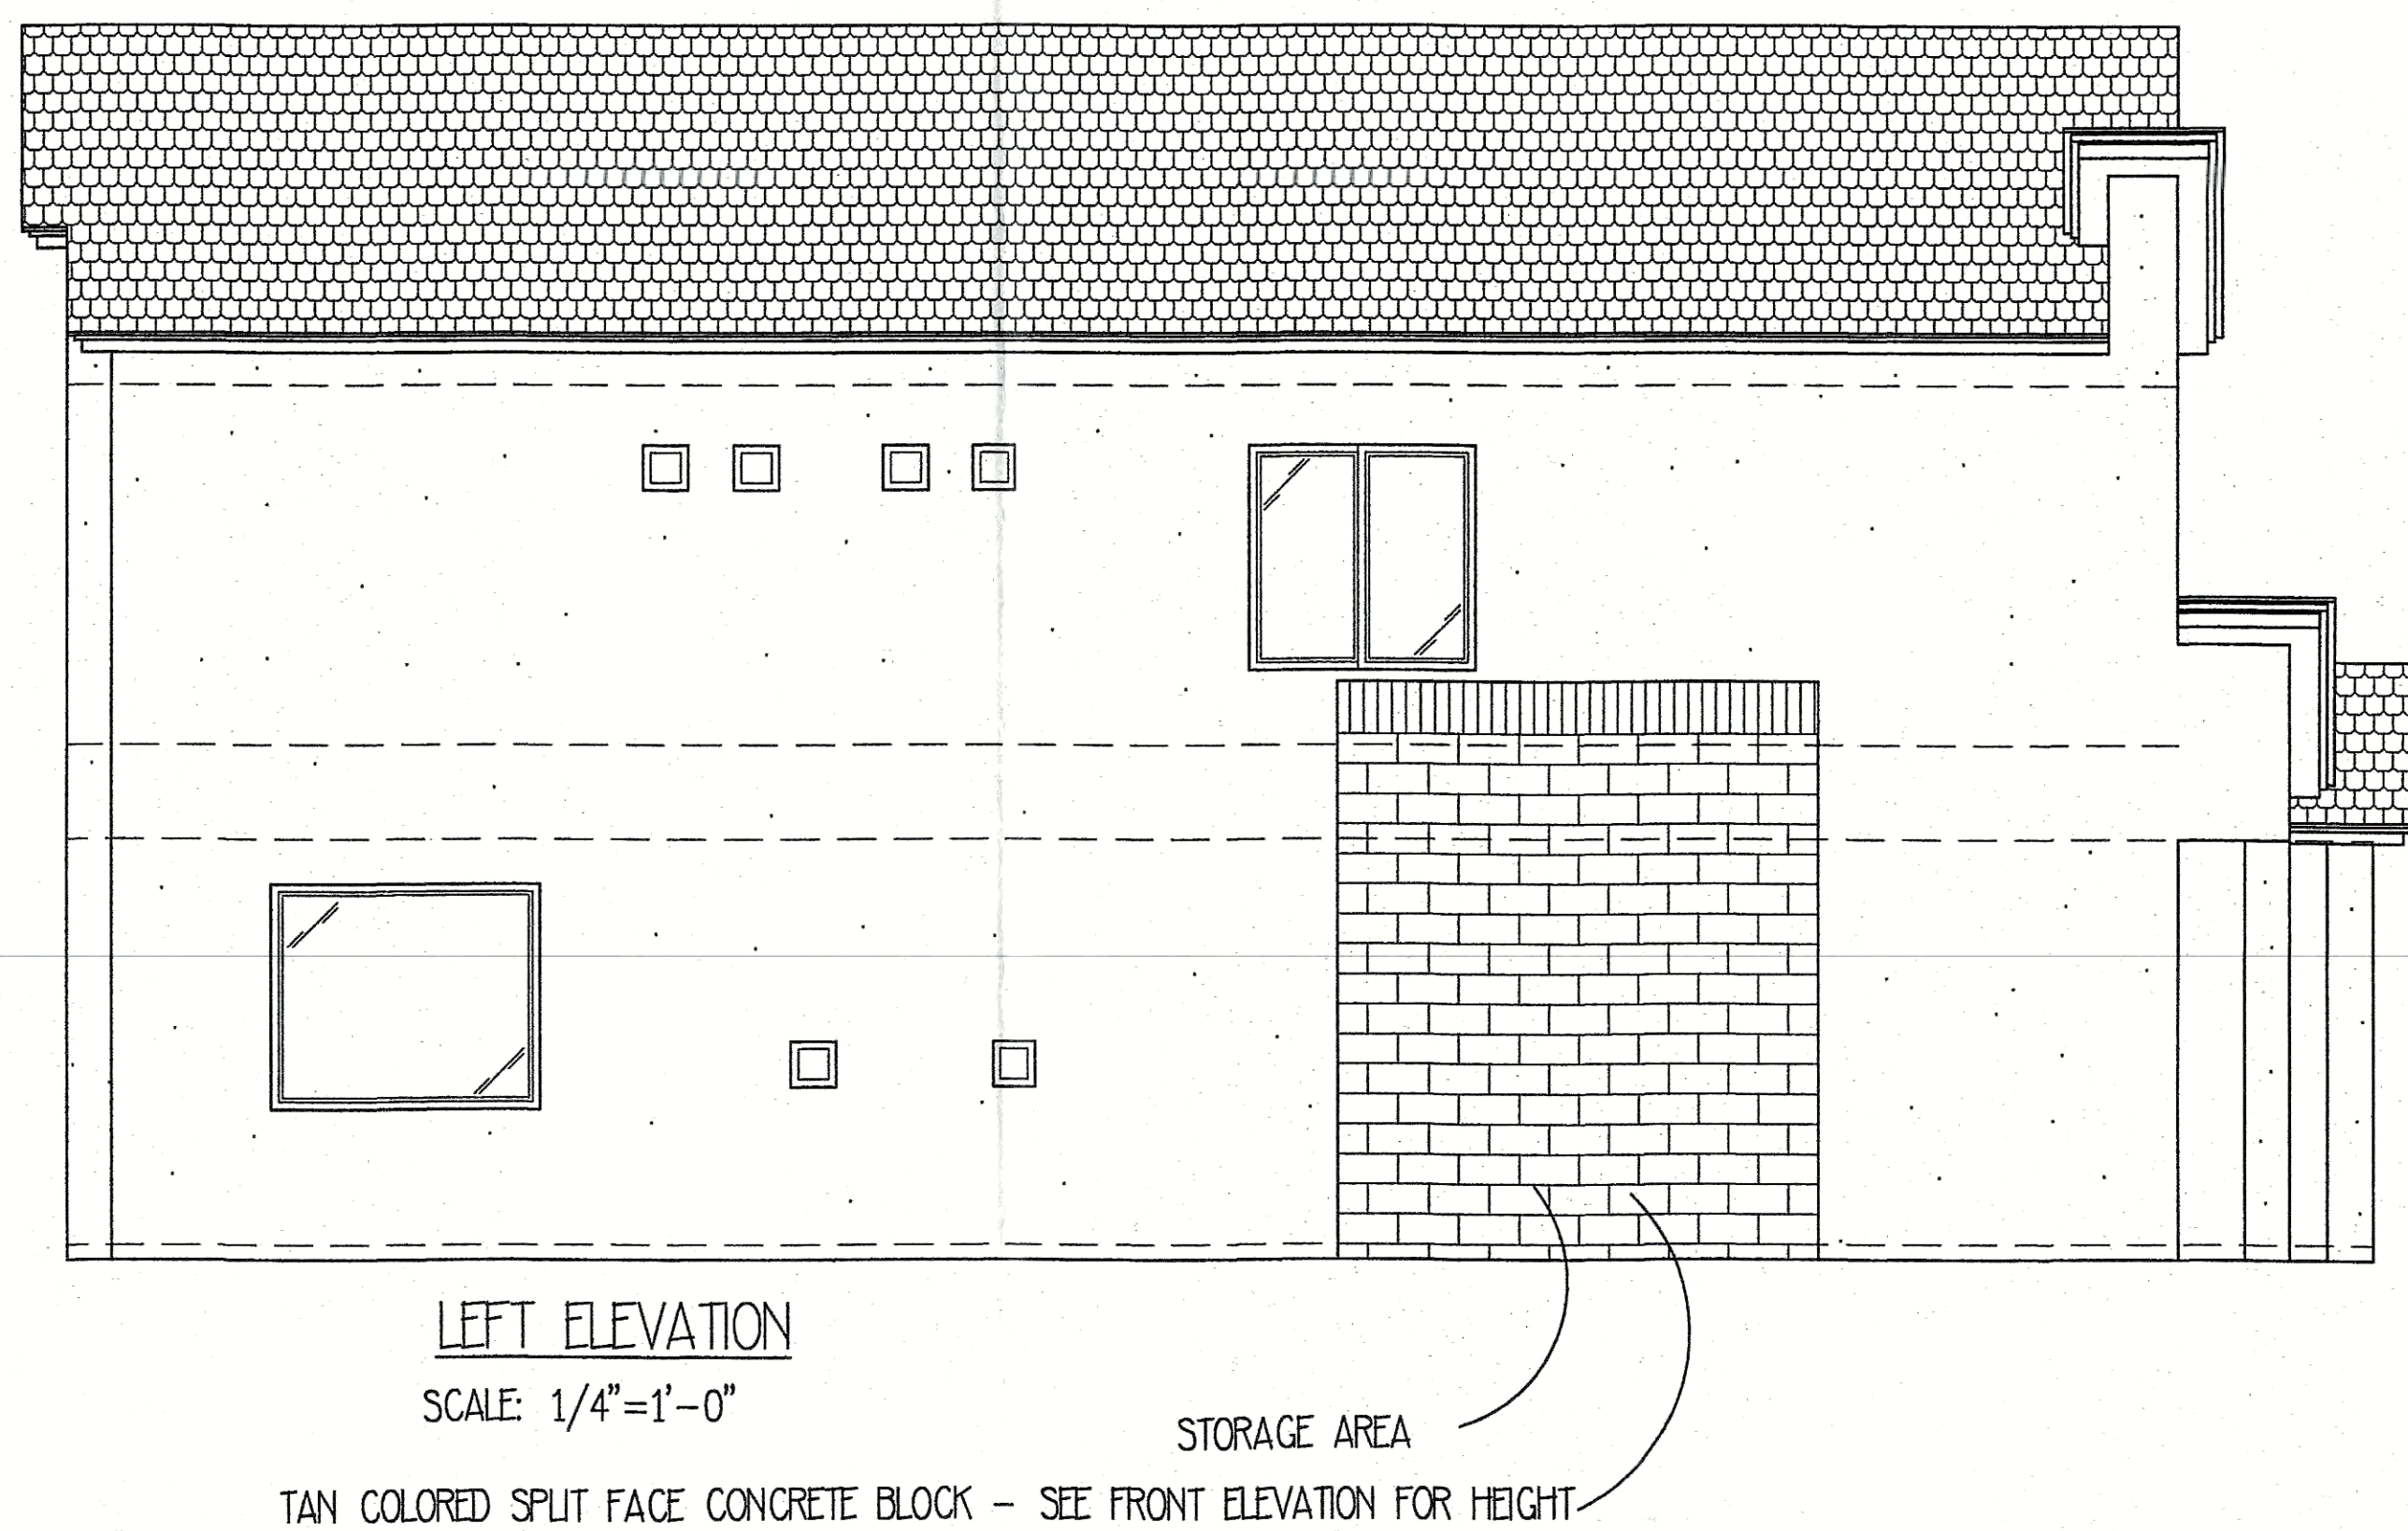 LEFT ELEVATION
SCALE: 1/4"=1'-0"
STORAGE AREA
TAN COLORED SPLIT FACE CONCRETE BLOCK - SEE FRONT ELEVATION FOR HEIGHT